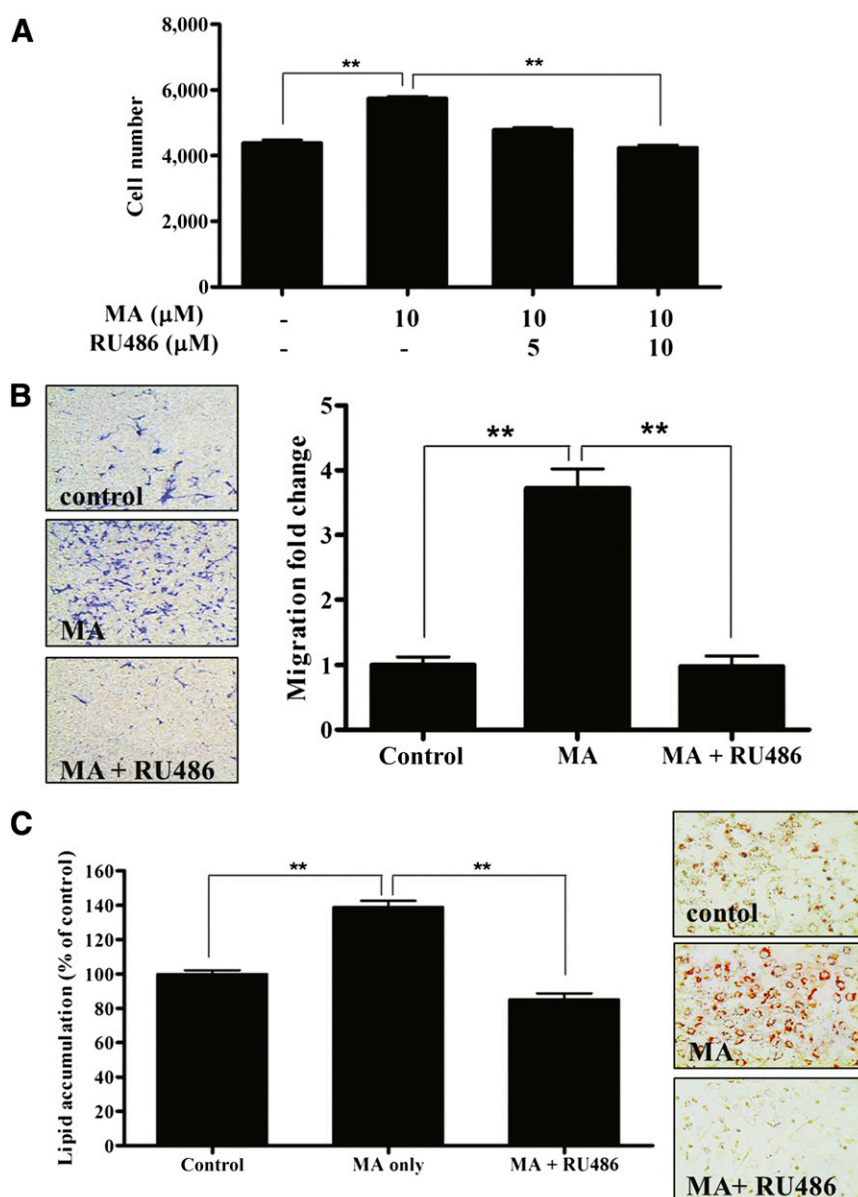 A
8,000
6,000
4,000
2,000
0
Cell number
** **
MA (μM) - 10 10 10
RU486 (μM) - - 5 10
B
control
MA
MA + RU486
5
4
3
2
1
0
Migration fold change
** **
Control MA MA + RU486
C
160
140
120
100
80
60
40
20
0
Lipid accumulation (% of control)
** **
Control MA only MA + RU486
contol
MA
MA+ RU486